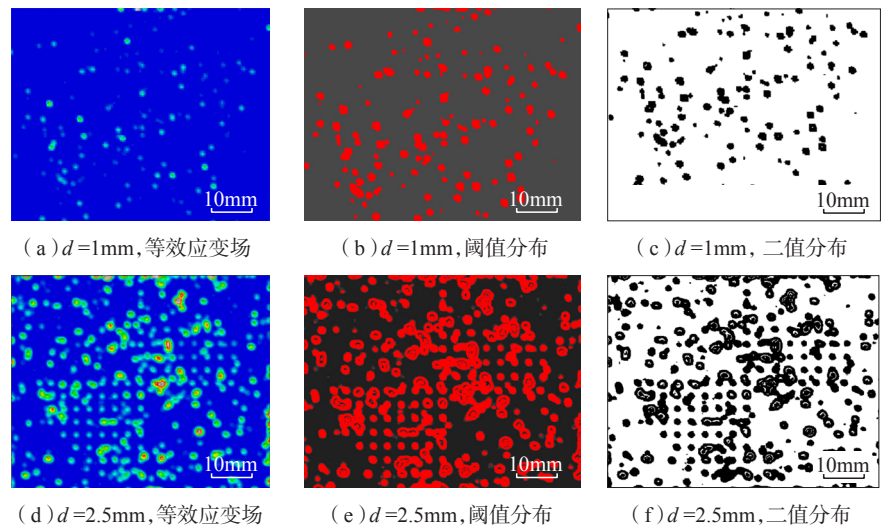 10mm 10mm 10mm
(a)d=1mm,等效应变场 (b)d=1mm,阈值分布 (c)d=1mm, 二值分布
10mm 10mm 10mm
(d)d=2.5mm,等效应变场 (e)d=2.5mm,阈值分布 (f)d=2.5mm,二值分布